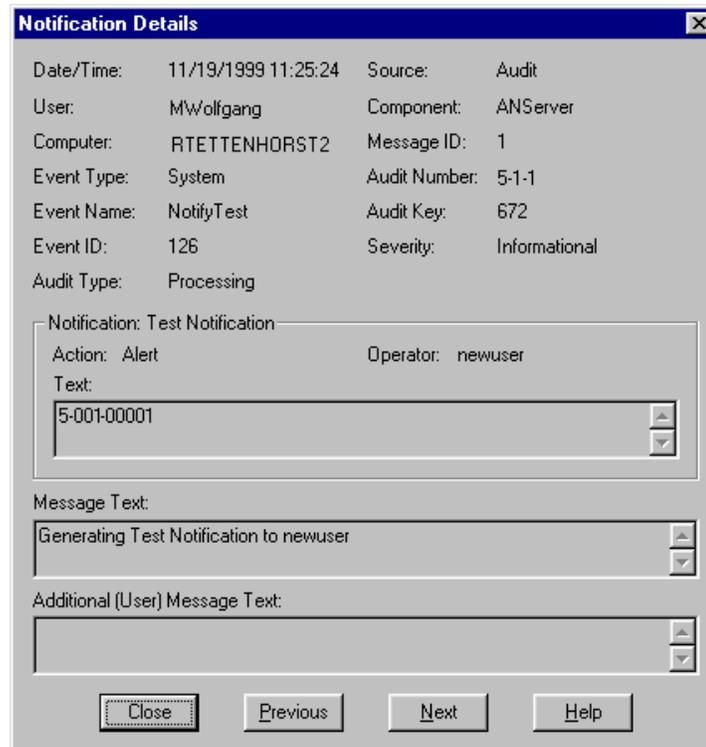 Notification Details
Date/Time: 11/19/1999 11:25:24 Source: Audit
User: MWolfgang Component: ANServer
Computer: RTETTENHORST2 Message ID: 1
Event Type: System Audit Number: 5-1-1
Event Name: NotifyTest Audit Key: 672
Event ID: 126 Severity: Informational
Audit Type: Processing
Notification: Test Notification
Action: Alert Operator: newuser
Text:
5-001-00001
Message Text:
Generating Test Notification to newuser
Additional (User) Message Text:
Close Previous Next Help